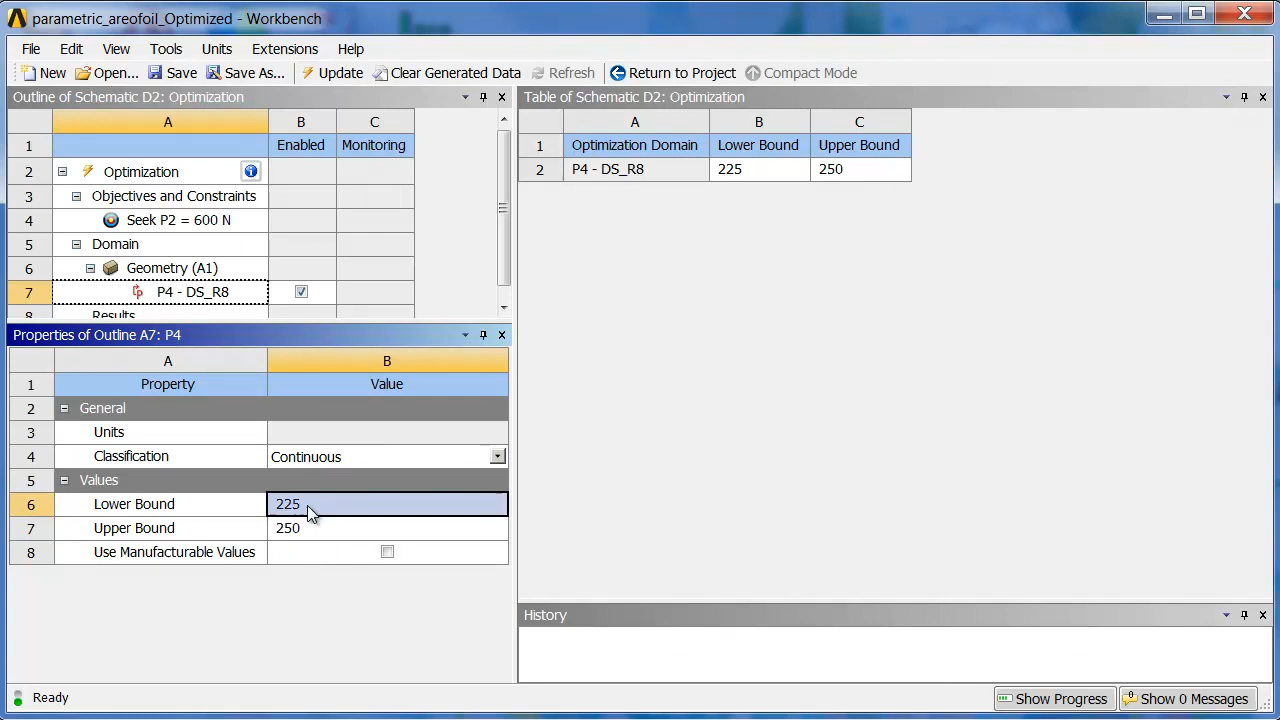 parametric_areofoil_Optimized - Workbench
File Edit View Tools Units Extensions Help
New Open... Save Save As... Update Clear Generated Data Refresh Return to Project Compact Mode
Outline of Schematic D2: Optimization
A B C
1 Enabled Monitoring
2 Optimization
3 Objectives and Constraints
4 Seek P2 = 600 N
5 Domain
6 Geometry (A1)
7 P4 - DS_R8
8 Results
Properties of Outline A7: P4
A B
1 Property Value
2 General
3 Units
4 Classification Continuous
5 Values
6 Lower Bound 225
7 Upper Bound 250
8 Use Manufacturable Values
Table of Schematic D2: Optimization
A B C
1 Optimization Domain Lower Bound Upper Bound
2 P4 - DS_R8 225 250
History
Ready
Show Progress Show 0 Messages